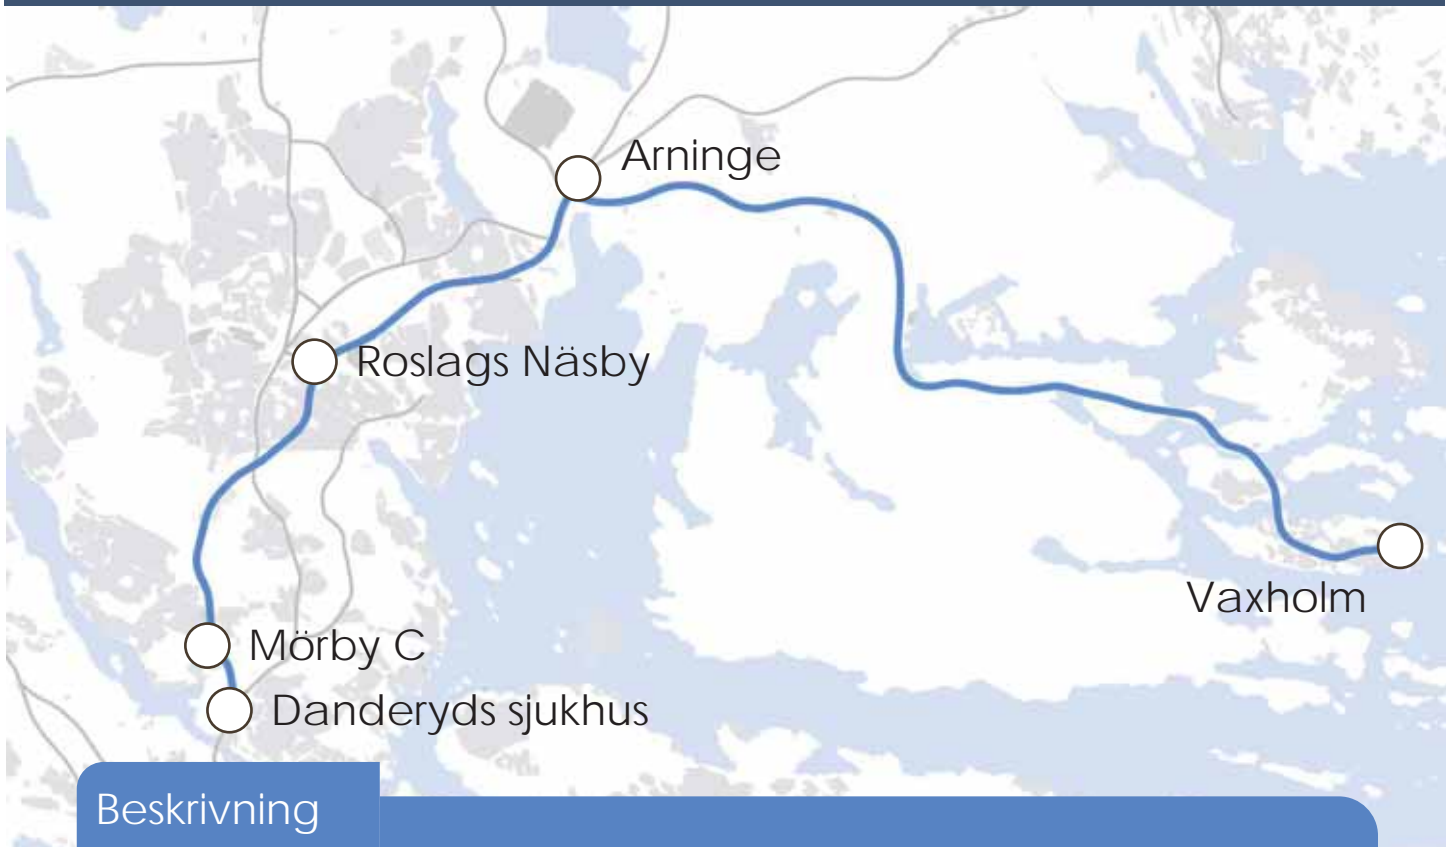 Arninge
Roslags Näsby
Vaxholm
Mörby C
Danderyds sjukhus
Beskrivning